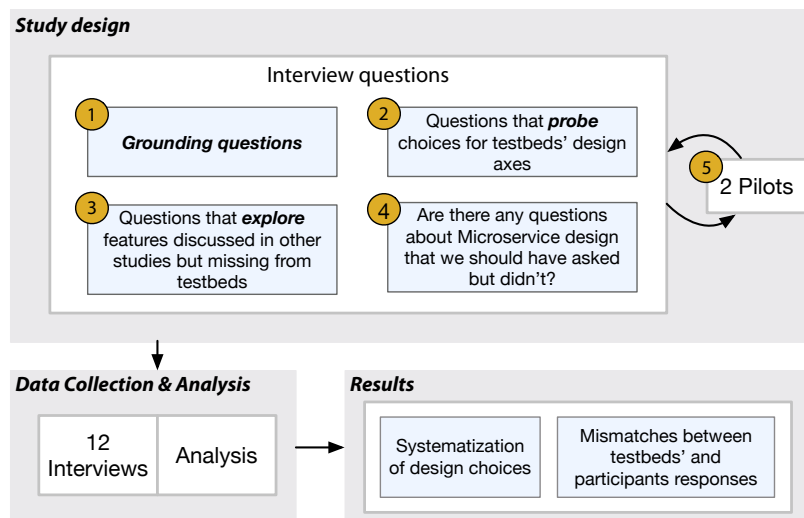 Study design
Interview questions
1
Grounding questions
2
Questions that probe
choices for testbeds' design
axes
3
Questions that explore
features discussed in other
studies but missing from
testbeds
4
Are there any questions
about Microservice design
that we should have asked
but didn't?
5
2 Pilots
Data Collection & Analysis
12
Interviews
Analysis
Results
Systematization
of design choices
Mismatches between
testbeds' and
participants responses